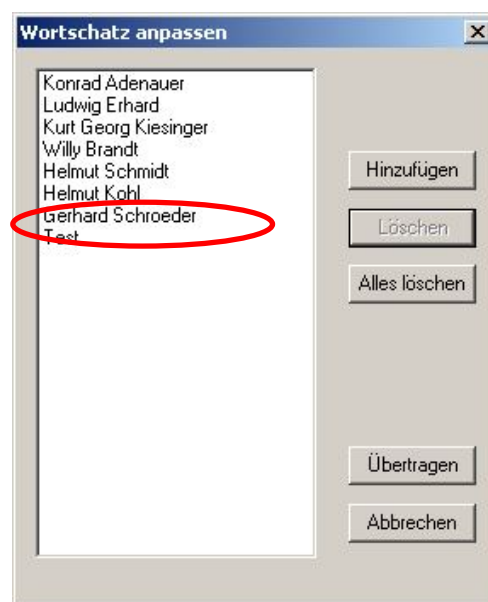 Wortschatz anpassen
Konrad Adenauer
Ludwig Erhard
Kurt Georg Kiesinger
Willy Brandt
Helmut Schmidt
Helmut Kohl
Gerhard Schroeder
Test
Hinzufügen
Löschen
Alles löschen
Übertragen
Abbrechen